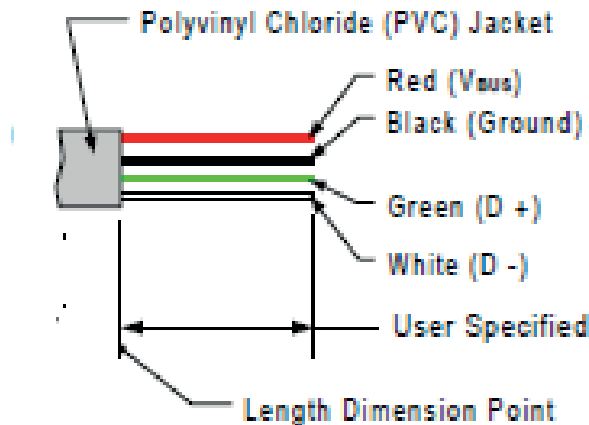 Polyvinyl Chloride (PVC) Jacket
Red (VBUS)
Black (Ground)
Green (D +)
White (D -)
User Specified
Length Dimension Point